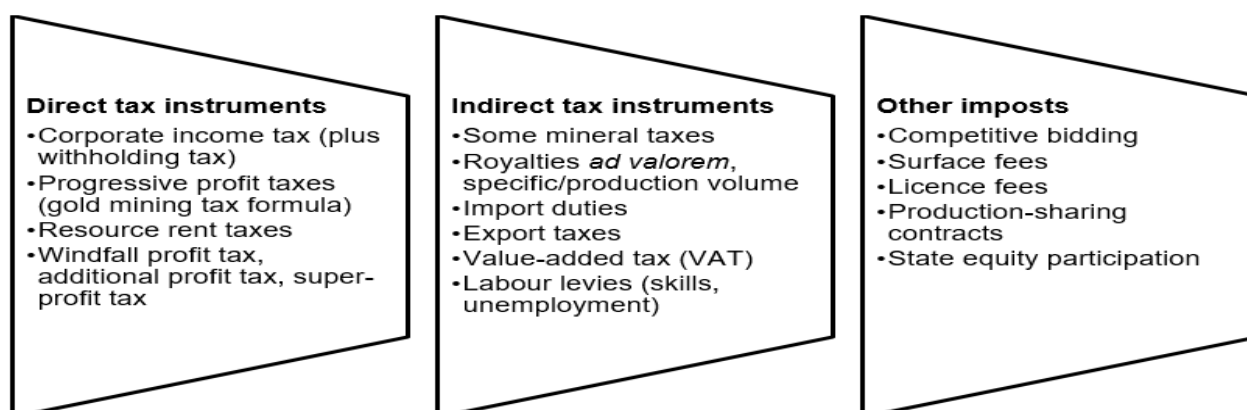 Direct tax instruments
•Corporate income tax (plus
withholding tax)
•Progressive profit taxes
(gold mining tax formula)
•Resource rent taxes
•Windfall profit tax,
additional profit tax, super-
profit tax
Indirect tax instruments
•Some mineral taxes
•Royalties ad valorem,
specific/production volume
•Import duties
•Export taxes
•Value-added tax (VAT)
•Labour levies (skills,
unemployment)
Other imposts
•Competitive bidding
•Surface fees
•Licence fees
•Production-sharing
contracts
•State equity participation